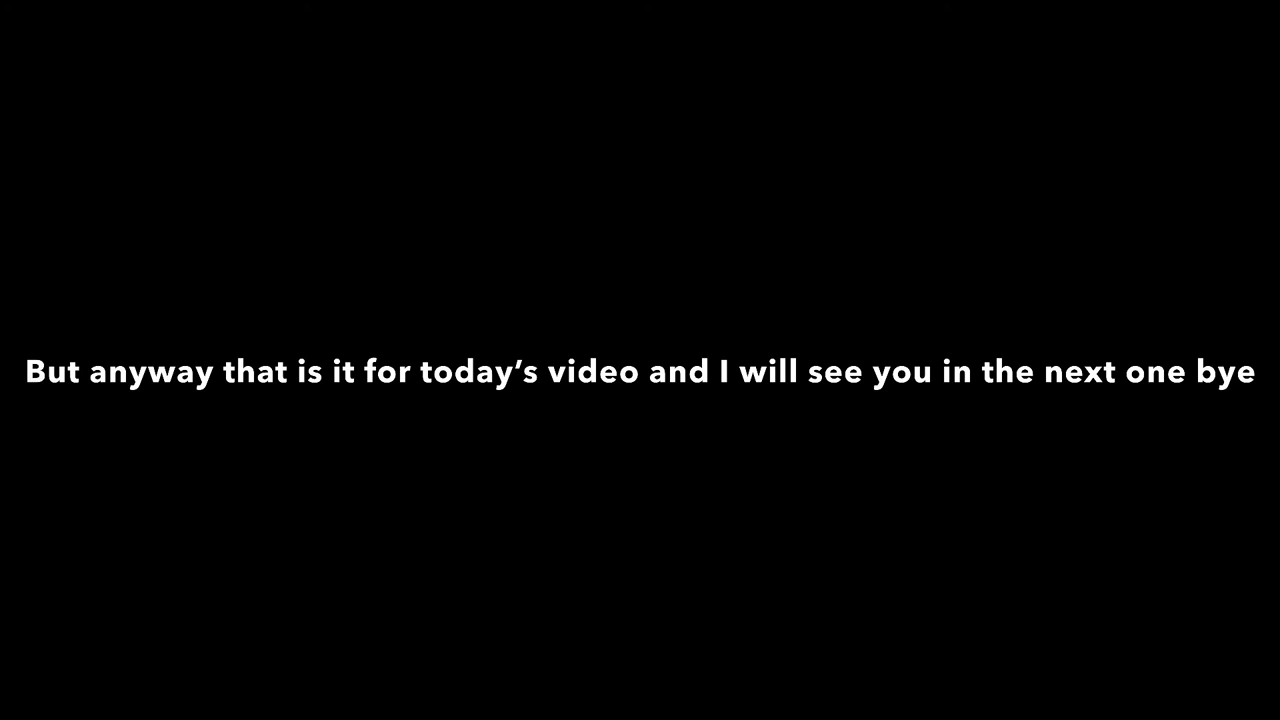 But anyway that is it for today’s video and I will see you in the next one bye